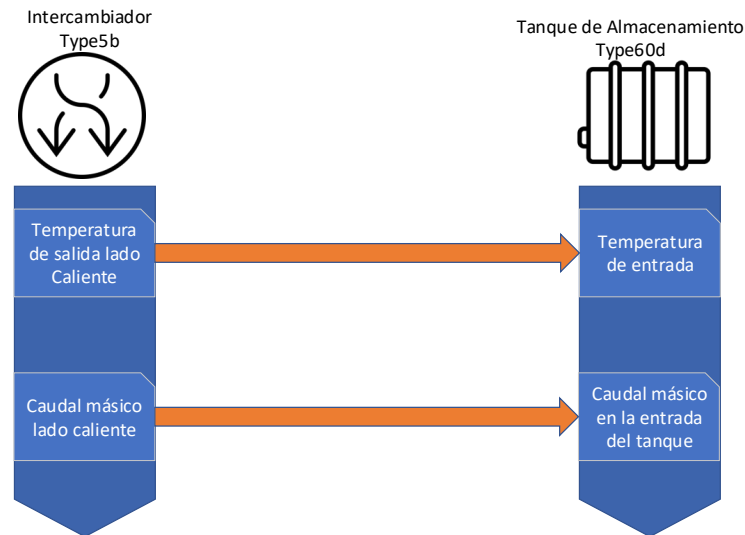 Intercambiador
Type5b
Tanque de Almacenamiento
Type60d
Temperatura
de salida lado
Caliente
Temperatura
de entrada
Caudal másico
lado caliente
Caudal másico
en la entrada
del tanque